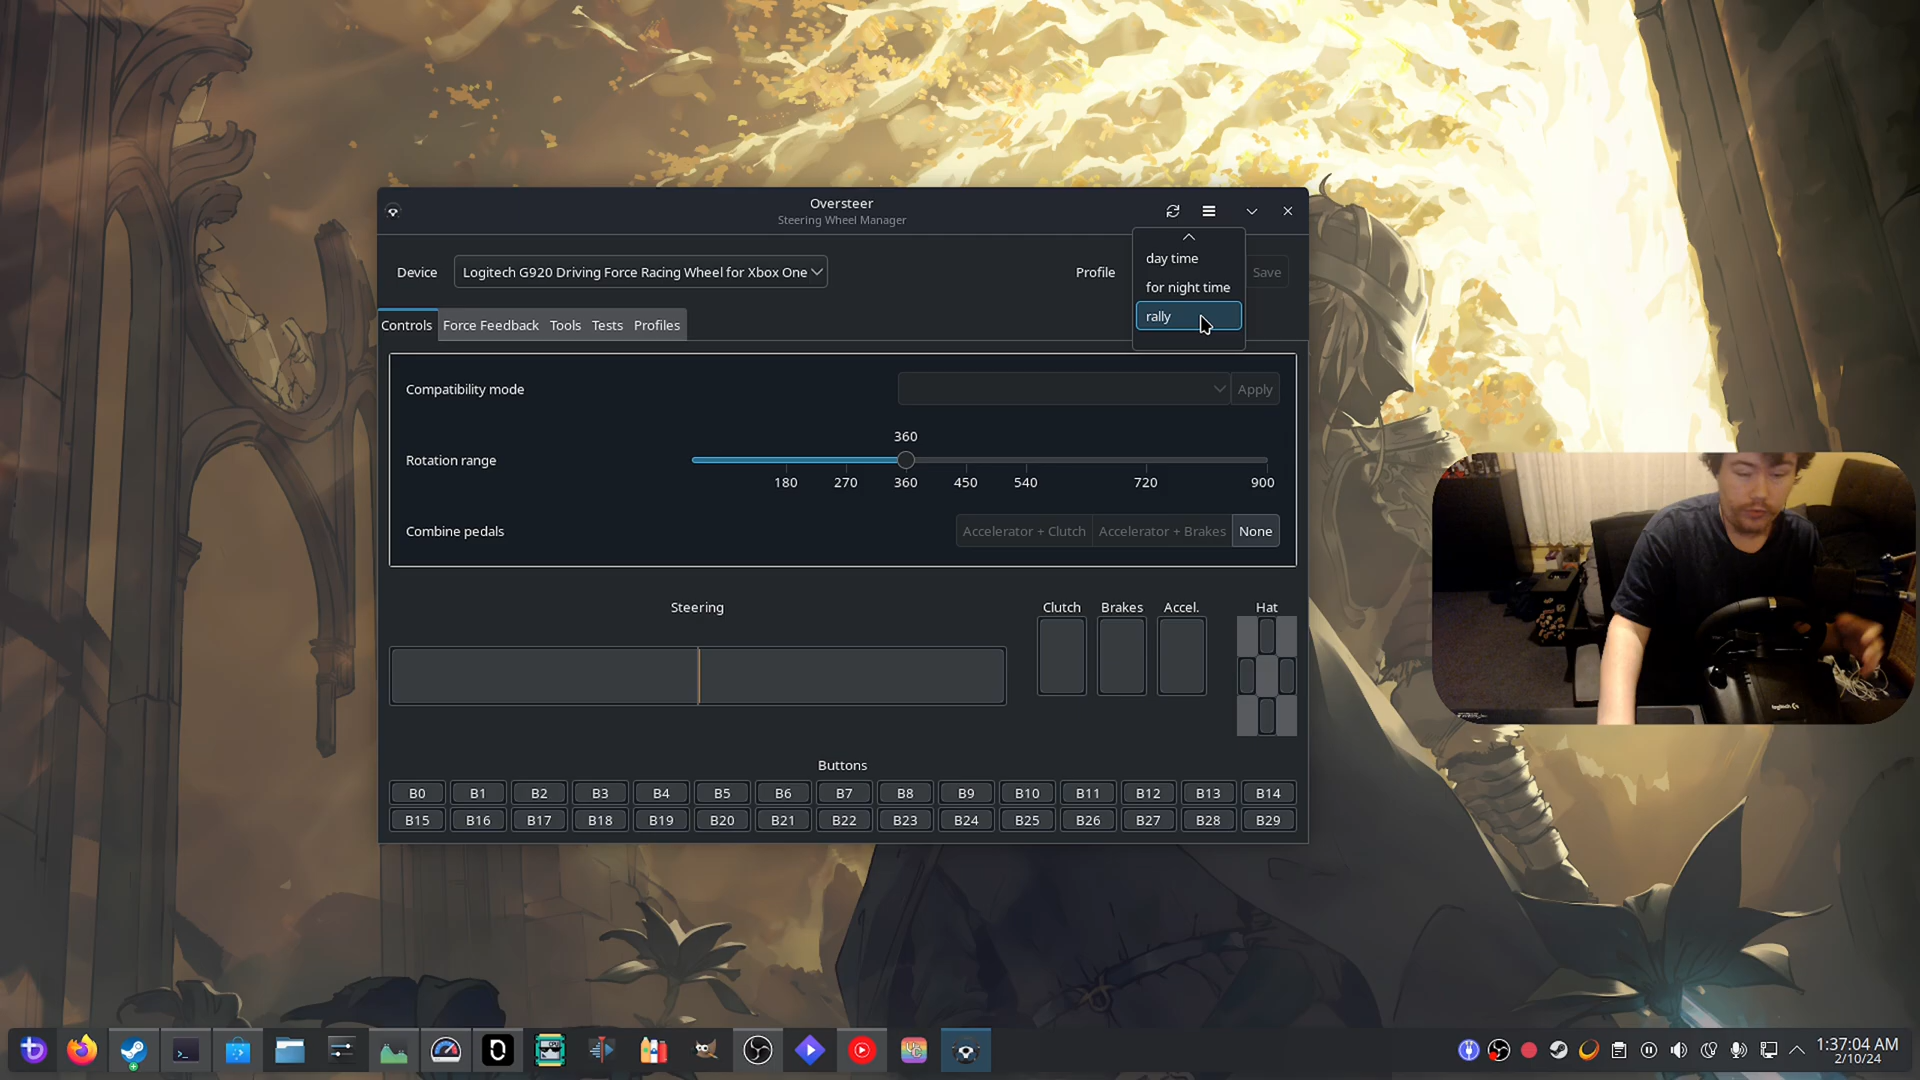 Oversteer
Steering Wheel Manager
Device
Logitech G920 Driving Force Racing Wheel for Xbox One
Profile
Save
day time
for night time
rally
Controls
Force Feedback
Tools
Tests
Profiles
Compatibility mode
Apply
360
Rotation range
180 270 360 450 540 720 900
Combine pedals
Accelerator + Clutch
Accelerator + Brakes
None
Steering
Clutch
Brakes
Accel.
Hat
Buttons
B0 B1 B2 B3 B4 B5 B6 B7 B8 B9 B10 B11 B12 B13 B14
B15 B16 B17 B18 B19 B20 B21 B22 B23 B24 B25 B26 B27 B28 B29
logitech G
1:37:04 AM
2/10/24